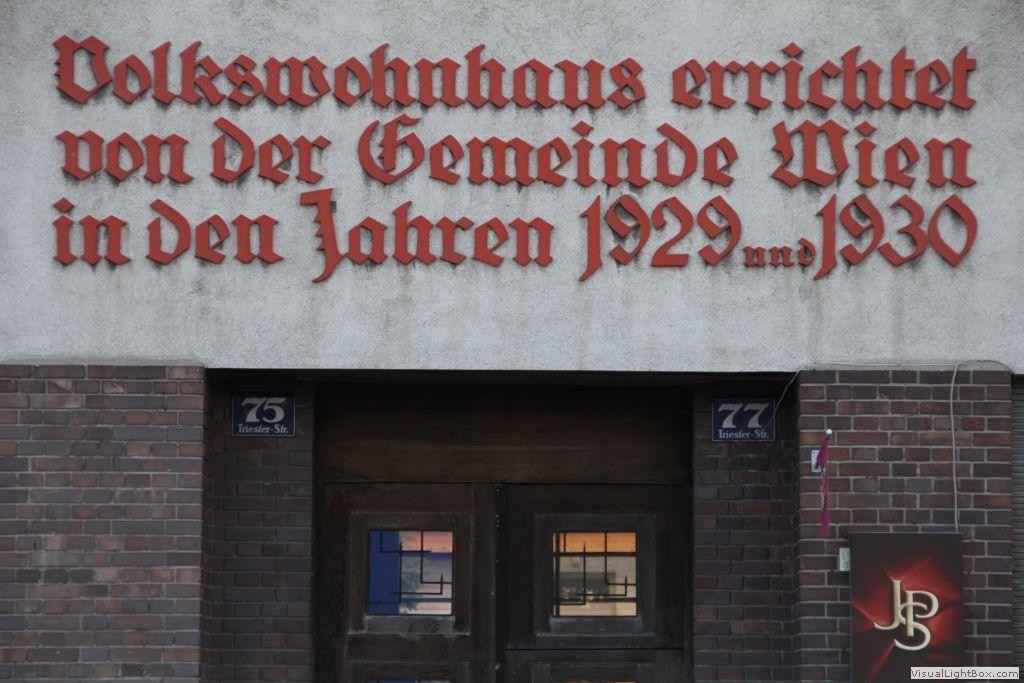 Volkswohnhaus errichtet
von der Gemeinde Wien
in den Jahren 1929 und 1930
75
Triester-Str.
77
Triester-Str.
JPS
VisualLightBox.com